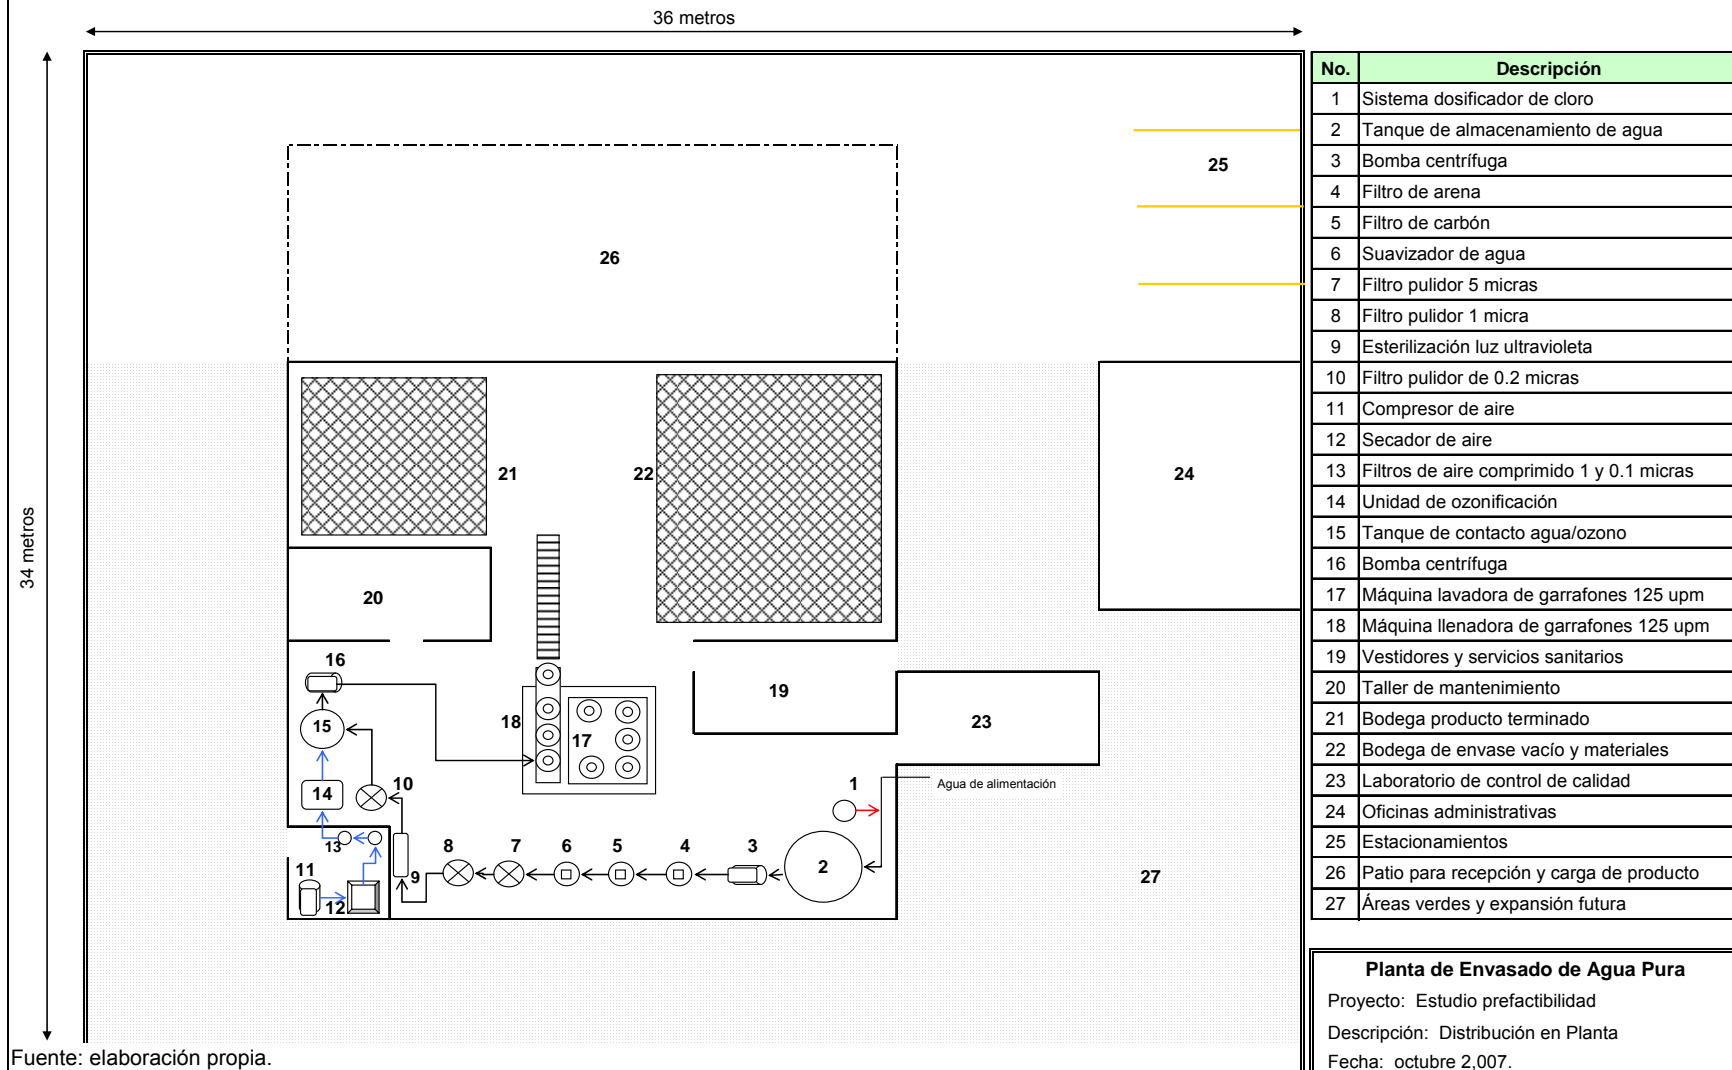 36 metros
34 metros
25
26
21
22
24
20
16
19
15
18
17
23
14
10
1
Agua de alimentación
13
8
7
6
5
4
3
2
11
9
12
27
No. Descripción
1 Sistema dosificador de cloro
2 Tanque de almacenamiento de agua
3 Bomba centrífuga
4 Filtro de arena
5 Filtro de carbón
6 Suavizador de agua
7 Filtro pulidor 5 micras
8 Filtro pulidor 1 micra
9 Esterilización luz ultravioleta
10 Filtro pulidor de 0.2 micras
11 Compresor de aire
12 Secador de aire
13 Filtros de aire comprimido 1 y 0.1 micras
14 Unidad de ozonificación
15 Tanque de contacto agua/ozono
16 Bomba centrífuga
17 Máquina lavadora de garrafones 125 upm
18 Máquina llenadora de garrafones 125 upm
19 Vestidores y servicios sanitarios
20 Taller de mantenimiento
21 Bodega producto terminado
22 Bodega de envase vacío y materiales
23 Laboratorio de control de calidad
24 Oficinas administrativas
25 Estacionamientos
26 Patio para recepción y carga de producto
27 Áreas verdes y expansión futura
Planta de Envasado de Agua Pura
Proyecto: Estudio prefactibilidad
Descripción: Distribución en Planta
Fecha: octubre 2,007.
Fuente: elaboración propia.